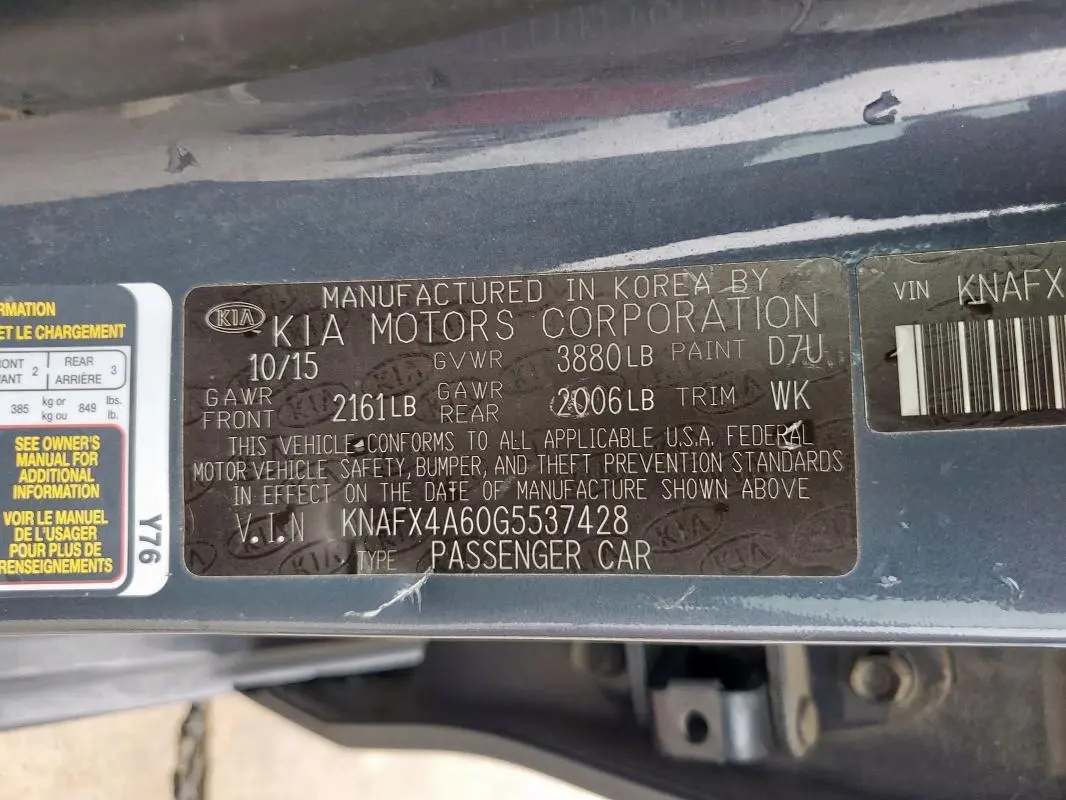 RMATION
ET LE CHARGEMENT
ONT 2 REAR 3
ANT ARRIÈRE
385 kg or 849 lbs.
kg ou lb.
SEE OWNER'S
MANUAL FOR
ADDITIONAL
INFORMATION
VOIR LE MANUEL
DE L'USAGER
POUR PLUS DE
RENSEIGNEMENTS
Y76
KIA
MANUFACTURED IN KOREA BY
KIA MOTORS CORPORATION
10/15 GVWR 3880LB PAINT D7U
GAWR FRONT 2161LB GAWR REAR 2006LB TRIM WK
THIS VEHICLE CONFORMS TO ALL APPLICABLE U.S.A. FEDERAL
MOTOR VEHICLE SAFETY, BUMPER, AND THEFT PREVENTION STANDARDS
IN EFFECT ON THE DATE OF MANUFACTURE SHOWN ABOVE
V.I.N KNAFX4A60G5537428
TYPE PASSENGER CAR
VIN KNAFX